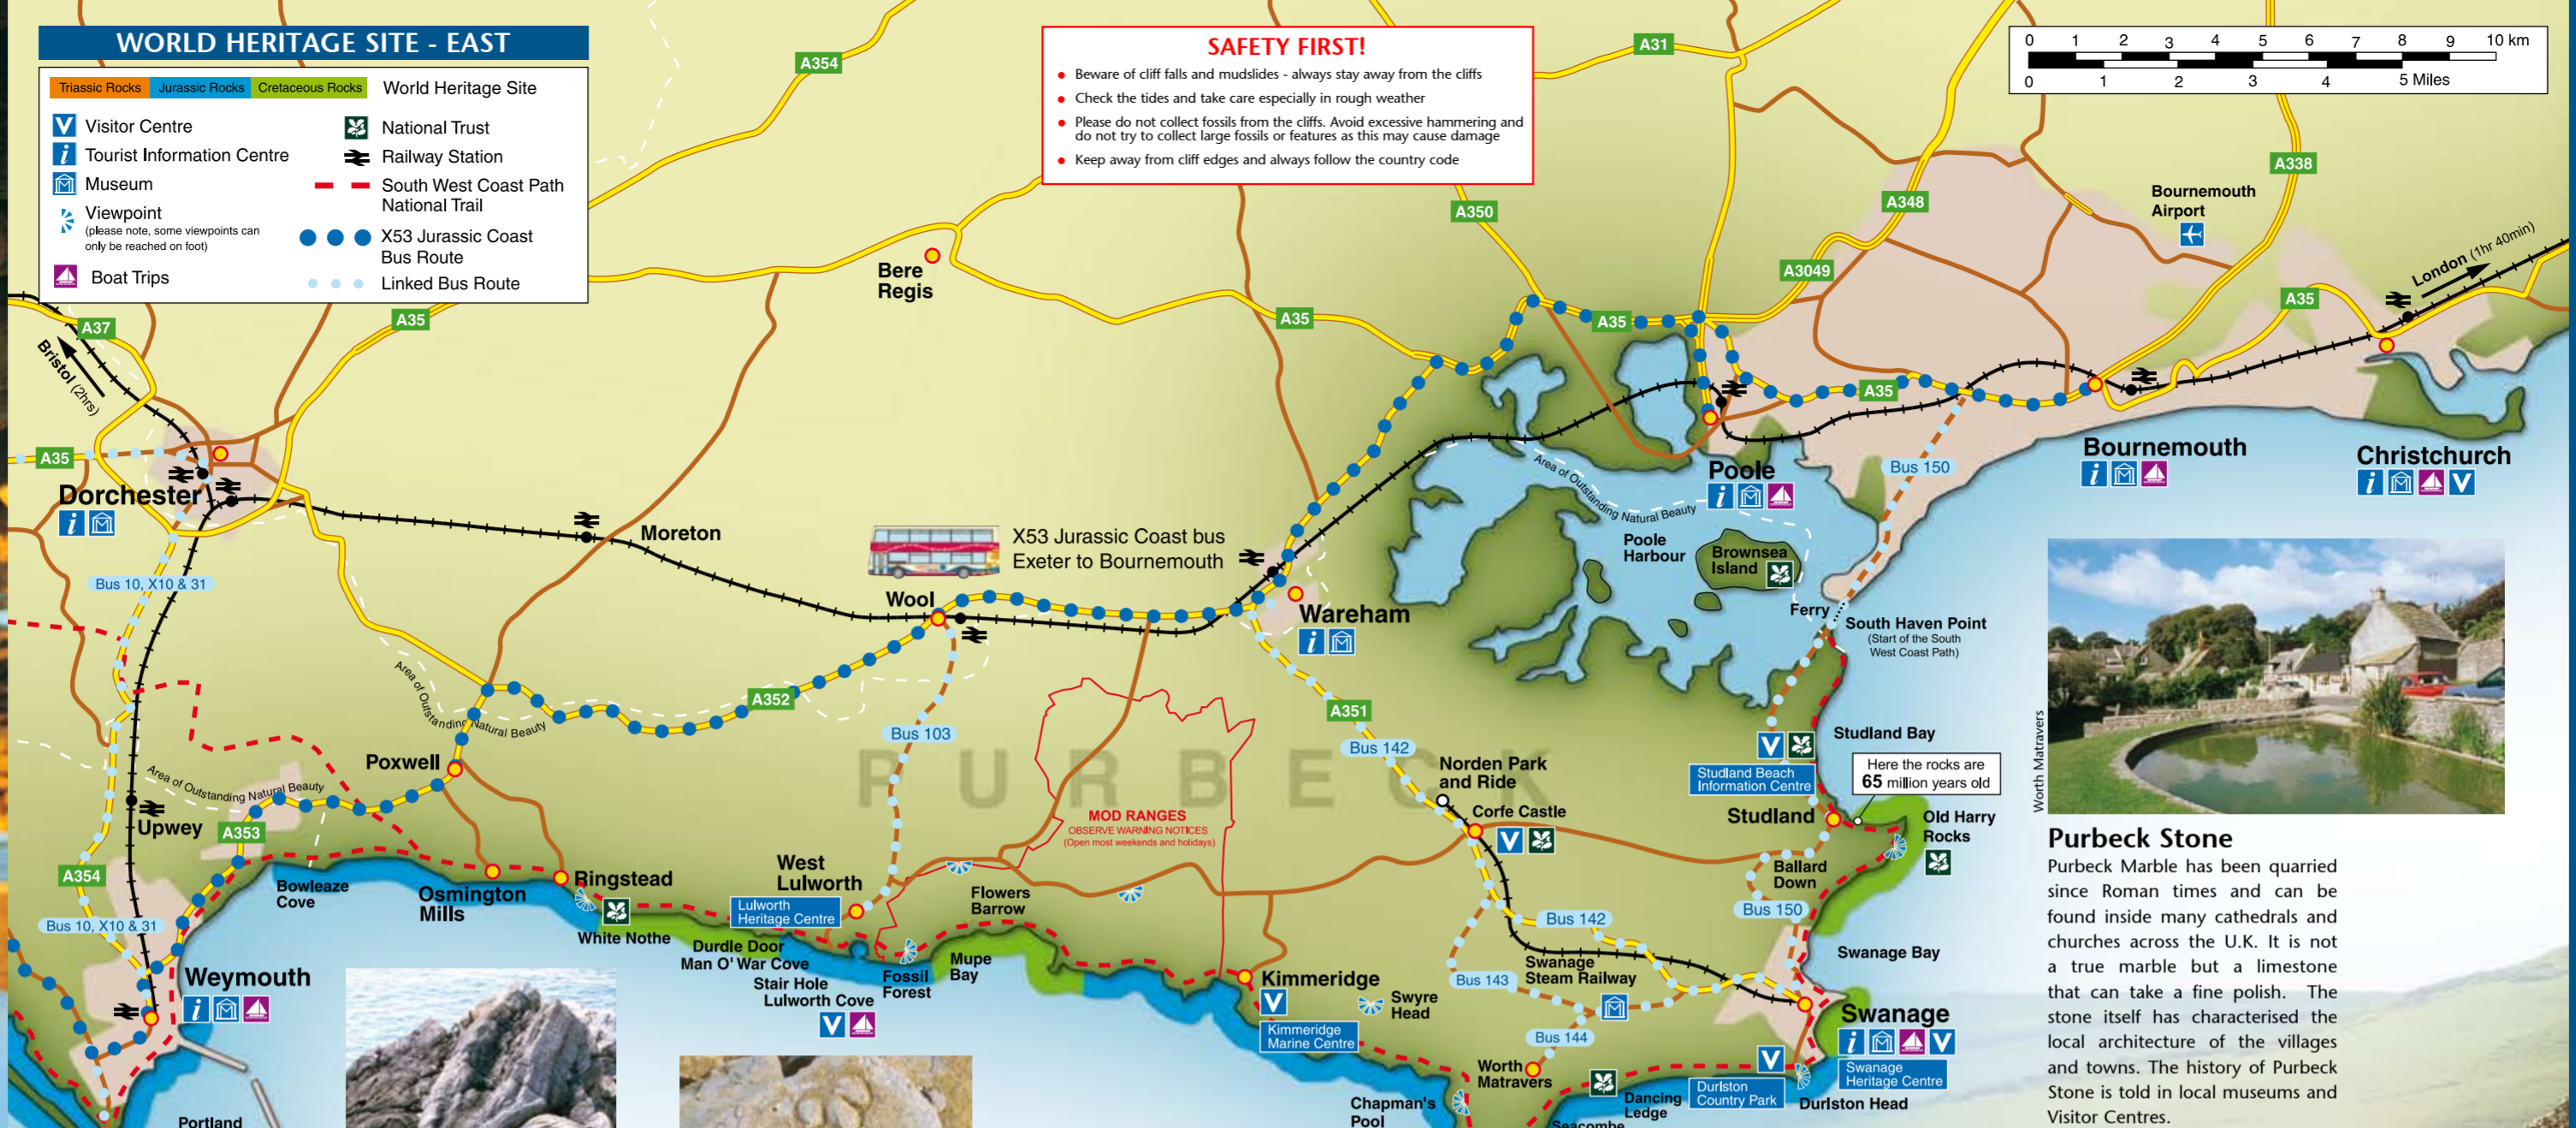 WORLD HERITAGE SITE - EAST
Triassic Rocks
Jurassic Rocks
Cretaceous Rocks
World Heritage Site
Visitor Centre
Tourist Information Centre
Museum
Viewpoint
(please note, some viewpoints can
only be reached on foot)
Boat Trips
National Trust
Railway Station
South West Coast Path
National Trail
X53 Jurassic Coast
Bus Route
Linked Bus Route
SAFETY FIRST!
Beware of cliff falls and mudslides - always stay away from the cliffs
Check the tides and take care especially in rough weather
Please do not collect fossils from the cliffs. Avoid excessive hammering and
do not try to collect large fossils or features as this may cause damage
Keep away from cliff edges and always follow the country code
0 1 2 3 4 5 6 7 8 9 10 km
0 1 2 3 4 5 Miles
A354
A31
A338
A350
A348
Bournemouth
Airport
A3049
London (1hr 40min)
Bere
Regis
A37
A35
A35
A35
A35
Bristol (2hrs)
A35
A35
Dorchester
Moreton
X53 Jurassic Coast bus
Exeter to Bournemouth
Area of Outstanding Natural Beauty
Poole
Bus 150
Bournemouth
Christchurch
Poole
Harbour
Brownsea
Island
Bus 10, X10 & 31
Wool
Wareham
Ferry
South Haven Point
(Start of the South
West Coast Path)
Area of Outstanding Natural Beauty
A352
A351
Bus 103
Bus 142
PURBECK
Studland Bay
Studland Beach
Information Centre
Here the rocks are
65 million years old
Poxwell
Area of Outstanding Natural Beauty
Norden Park
and Ride
Corfe Castle
MOD RANGES
OBSERVE WARNING NOTICES
(Open most weekends and holidays)
Upwey
A353
Studland
Old Harry
Rocks
A354
Bowleaze
Cove
Osmington
Mills
Ringstead
West
Lulworth
Lulworth
Heritage Centre
Flowers
Barrow
Ballard
Down
Bus 150
Bus 10, X10 & 31
White Nothe
Durdle Door
Man O' War Cove
Stair Hole
Lulworth Cove
Fossil
Forest
Mupe
Bay
Bus 142
Swanage Bay
Weymouth
Kimmeridge
Kimmeridge
Marine Centre
Swyre
Head
Bus 143
Swanage
Steam Railway
Bus 144
Swanage
Swanage
Heritage Centre
Worth
Matravers
Durlston
Country Park
Dancing
Ledge
Durlston Head
Chapman's
Pool
Seacombe
Portland
Worth Matravers
Purbeck Stone
Purbeck Marble has been quarried
since Roman times and can be
found inside many cathedrals and
churches across the U.K. It is not
a true marble but a limestone
that can take a fine polish. The
stone itself has characterised the
local architecture of the villages
and towns. The history of Purbeck
Stone is told in local museums and
Visitor Centres.